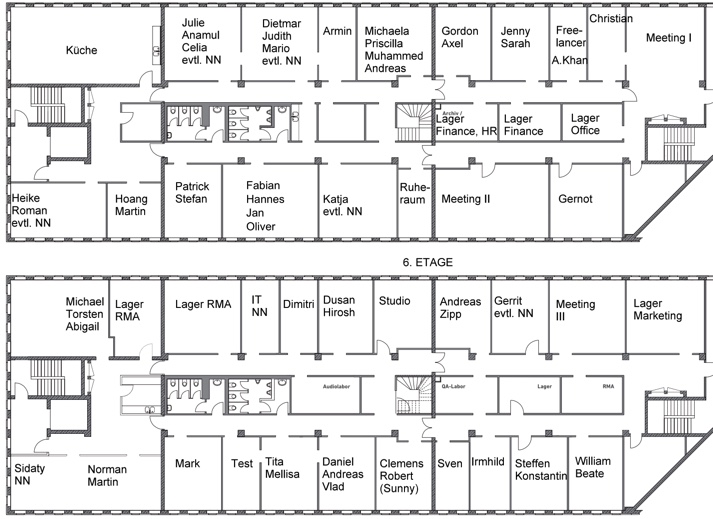 Küche
Julie
Anamul
Celia
evtl. NN
Dietmar
Judith
Mario
evtl. NN
Armin
Michaela
Priscilla
Muhammed
Andreas
Gordon
Axel
Jenny
Sarah
Free-
lancer
A.Khan
Christian
Meeting I
Archiv /
Lager
Finance, HR
Lager
Finance
Lager
Office
Heike
Roman
evtl. NN
Hoang
Martin
Patrick
Stefan
Fabian
Hannes
Jan
Oliver
Katja
evtl. NN
Ruhe-
raum
Meeting II
Gernot
6. ETAGE
Michael
Torsten
Abigail
Lager
RMA
Lager RMA
IT
NN
Dimitri
Dusan
Hirosh
Studio
Andreas
Zipp
Gerrit
evtl. NN
Meeting
III
Lager
Marketing
Audiolabor
QA-Labor
Lager
RMA
Sidaty
NN
Norman
Martin
Mark
Test
Tita
Mellisa
Daniel
Andreas
Vlad
Clemens
Robert
(Sunny)
Sven
Irmhild
Steffen
Konstantin
William
Beate